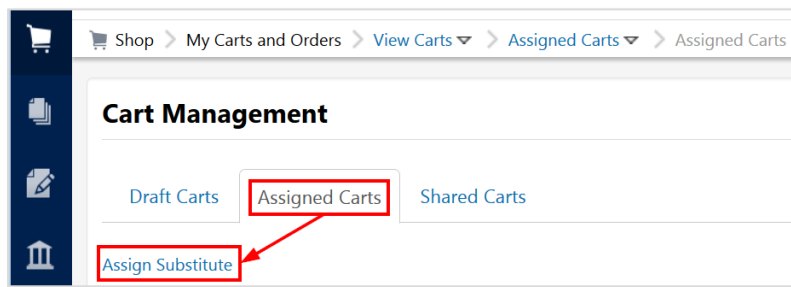 Shop My Carts and Orders View Carts Assigned Carts Assigned Carts
Cart Management
Draft Carts Assigned Carts Shared Carts
Assign Substitute